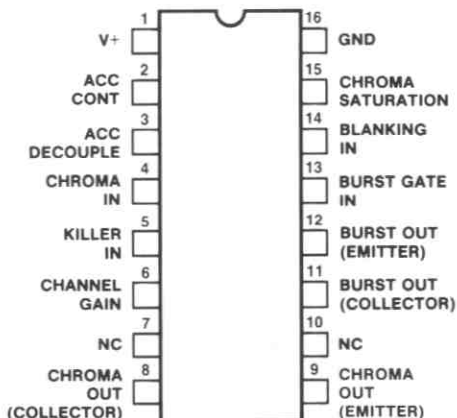 1
V+
2
ACC
CONT
3
ACC
DECOUPLE
4
CHROMA
IN
5
KILLER
IN
6
CHANNEL
GAIN
7
NC
8
CHROMA
OUT
(COLLECTOR)
16
GND
15
CHROMA
SATURATION
14
BLANKING
IN
13
BURST GATE
IN
12
BURST OUT
(EMITTER)
11
BURST OUT
(COLLECTOR)
10
NC
9
CHROMA
OUT
(EMITTER)